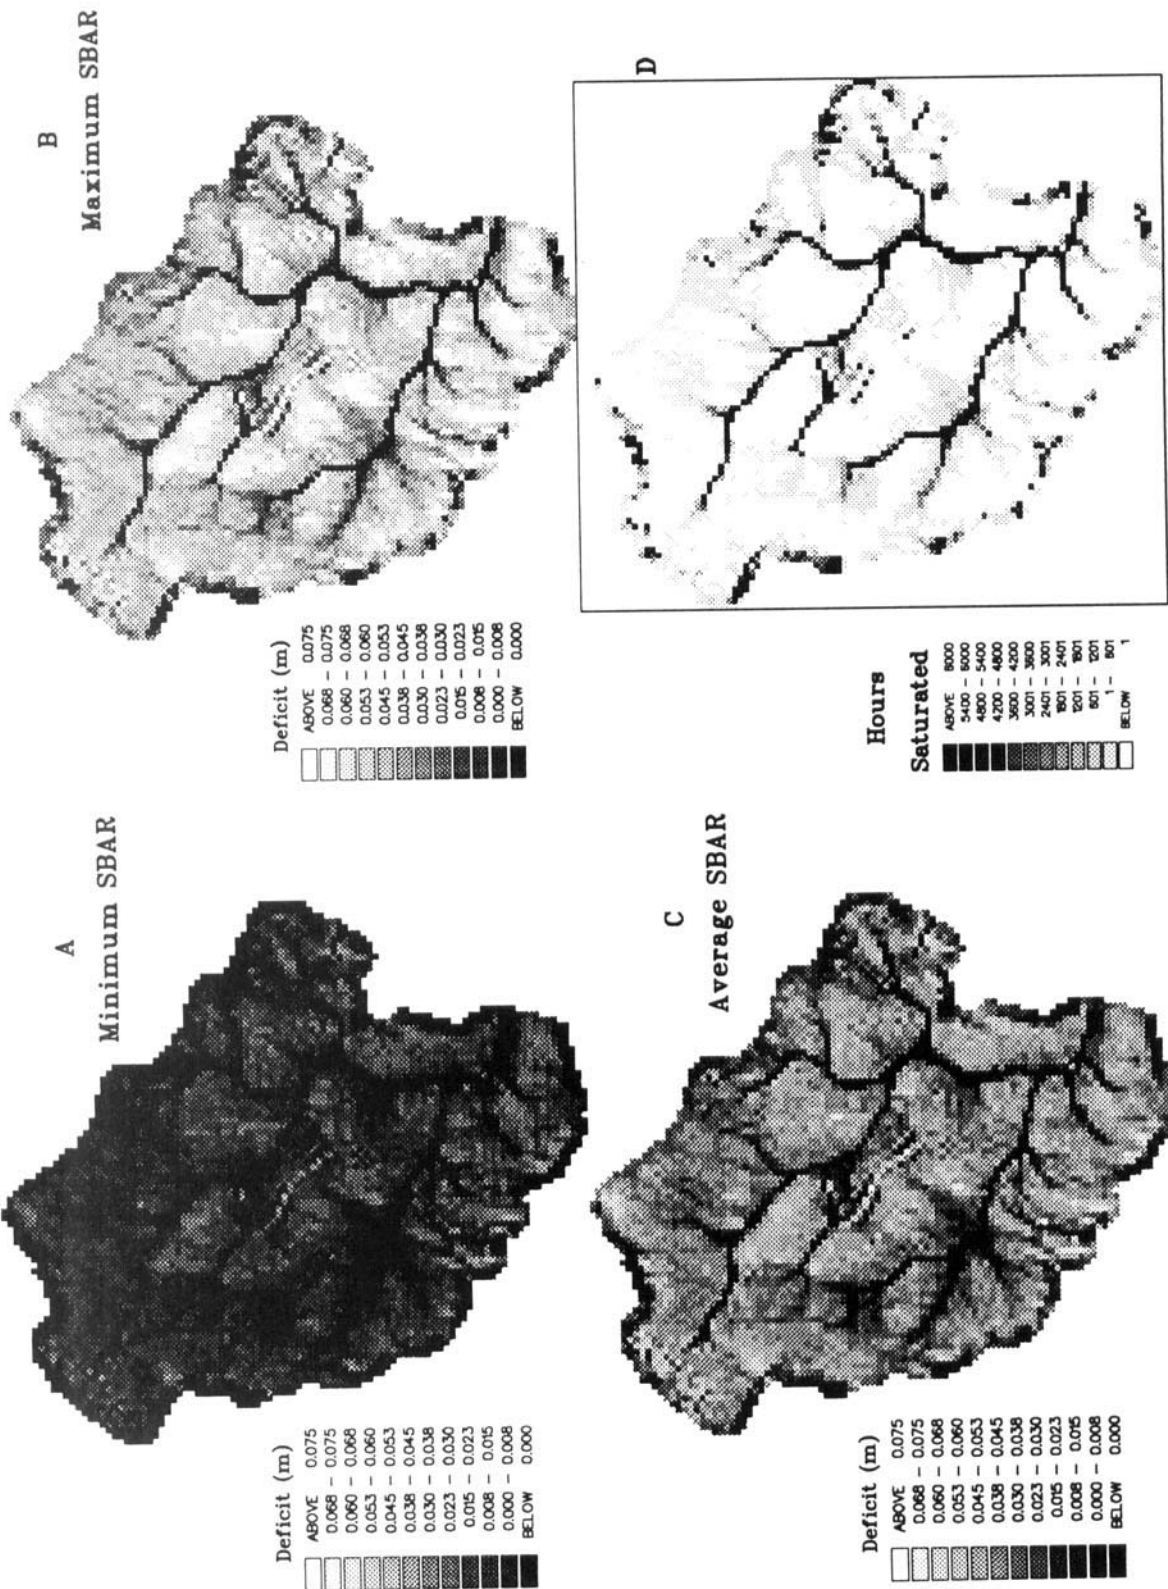 A
Minimum SBAR
Deficit (m)
ABOVE 0.075
0.068 – 0.075
0.060 – 0.068
0.053 – 0.060
0.045 – 0.053
0.038 – 0.045
0.030 – 0.038
0.023 – 0.030
0.015 – 0.023
0.008 – 0.015
0.000 – 0.008
BELOW 0.000
B
Maximum SBAR
Deficit (m)
ABOVE 0.075
0.068 – 0.075
0.060 – 0.068
0.053 – 0.060
0.045 – 0.053
0.038 – 0.045
0.030 – 0.038
0.023 – 0.030
0.015 – 0.023
0.008 – 0.015
0.000 – 0.008
BELOW 0.000
C
Average SBAR
Deficit (m)
ABOVE 0.075
0.068 – 0.075
0.060 – 0.068
0.053 – 0.060
0.045 – 0.053
0.038 – 0.045
0.030 – 0.038
0.023 – 0.030
0.015 – 0.023
0.008 – 0.015
0.000 – 0.008
BELOW 0.000
D
Hours
Saturated
ABOVE 6000
5400 – 6000
4800 – 5400
4200 – 4800
3600 – 4200
3001 – 3600
2401 – 3001
1801 – 2401
1201 – 1801
601 – 1201
1 – 601
BELOW 1